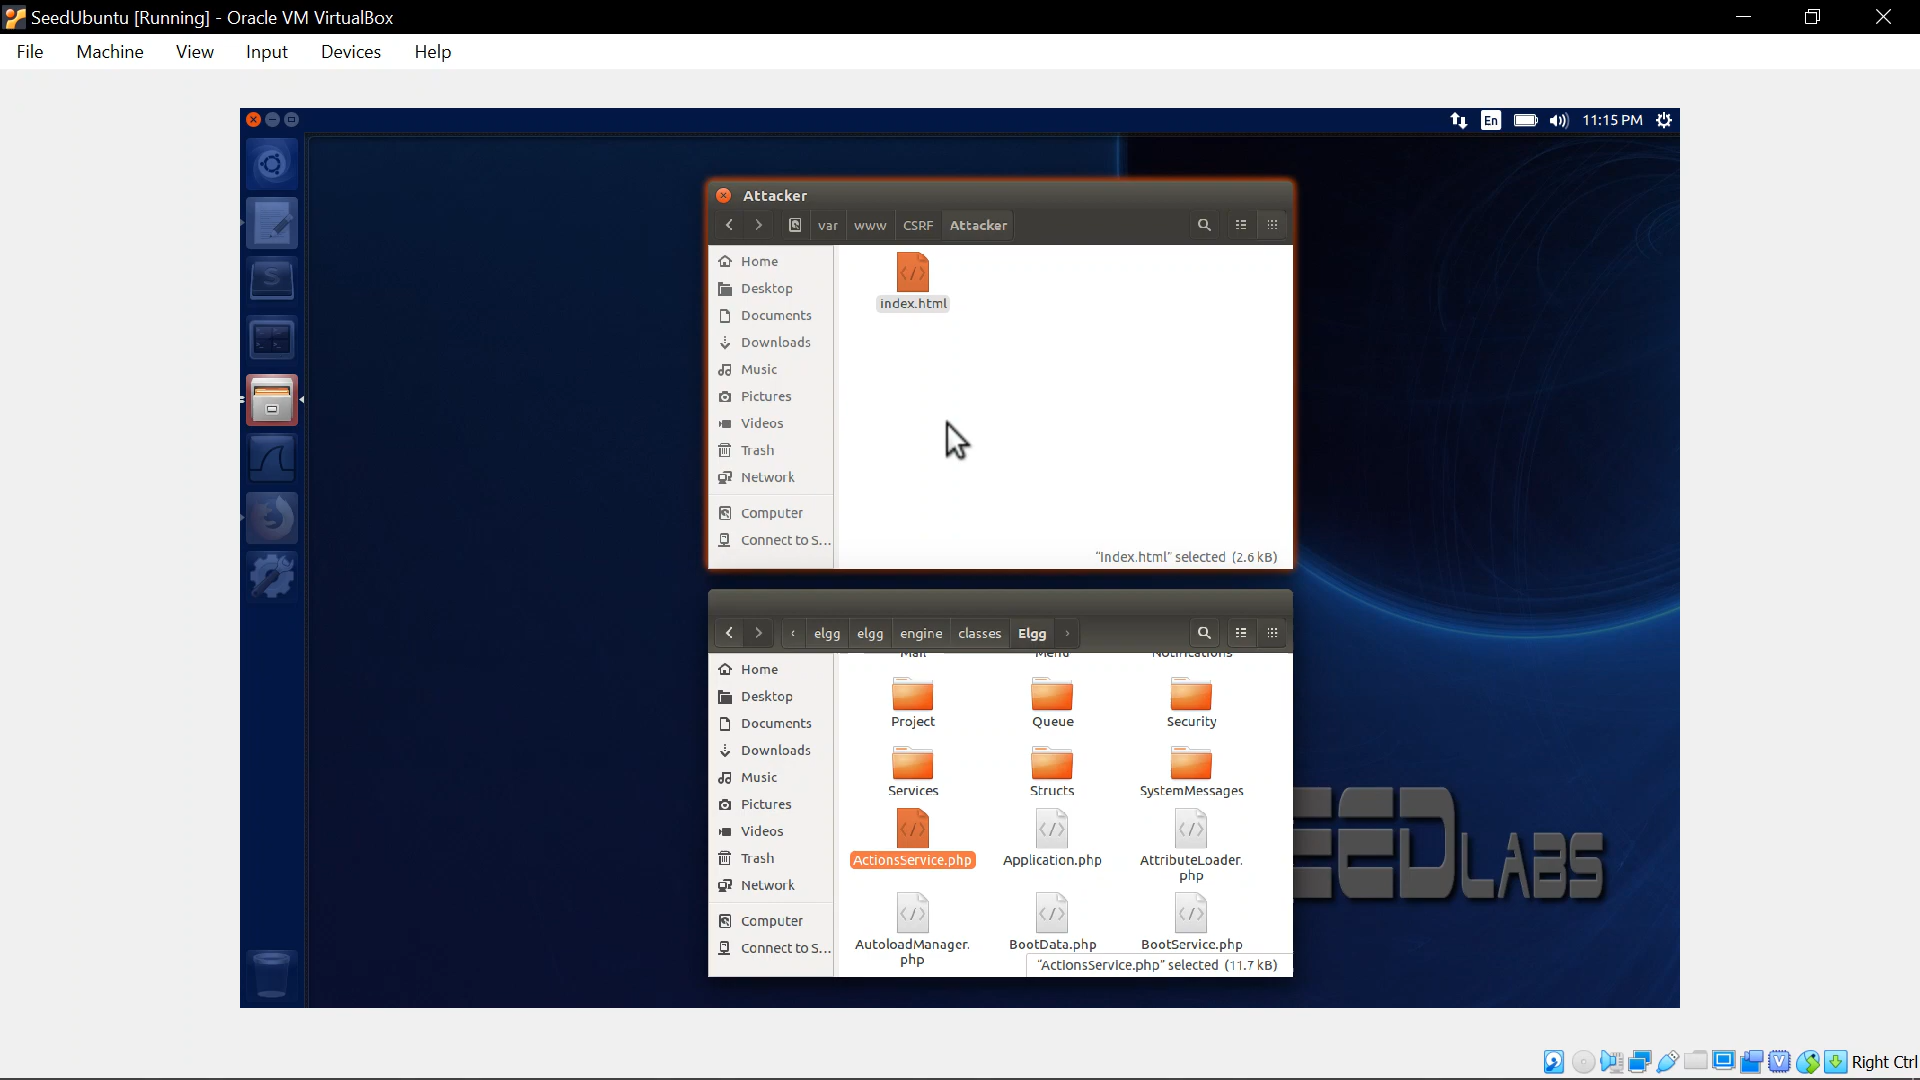 SeedUbuntu [Running] - Oracle VM VirtualBox
File Machine View Input Devices Help
En 11:15 PM
Attacker
var www CSRF Attacker
Home
Desktop
Documents
Downloads
Music
Pictures
Videos
Trash
Network
Computer
Connect to S...
index.html
"index.html" selected (2.6 kB)
elgg elgg engine classes Elgg
Home
Desktop
Documents
Downloads
Music
Pictures
Videos
Trash
Network
Computer
Connect to S...
Mail Menu Notifications
Project Queue Security
Services Structs SystemMessages
ActionsService.php Application.php AttributeLoader.
php
AutoloadManager. BootData.php BootService.php
php
"ActionsService.php" selected (11.7 kB)
EEDLABS
Right Ctrl